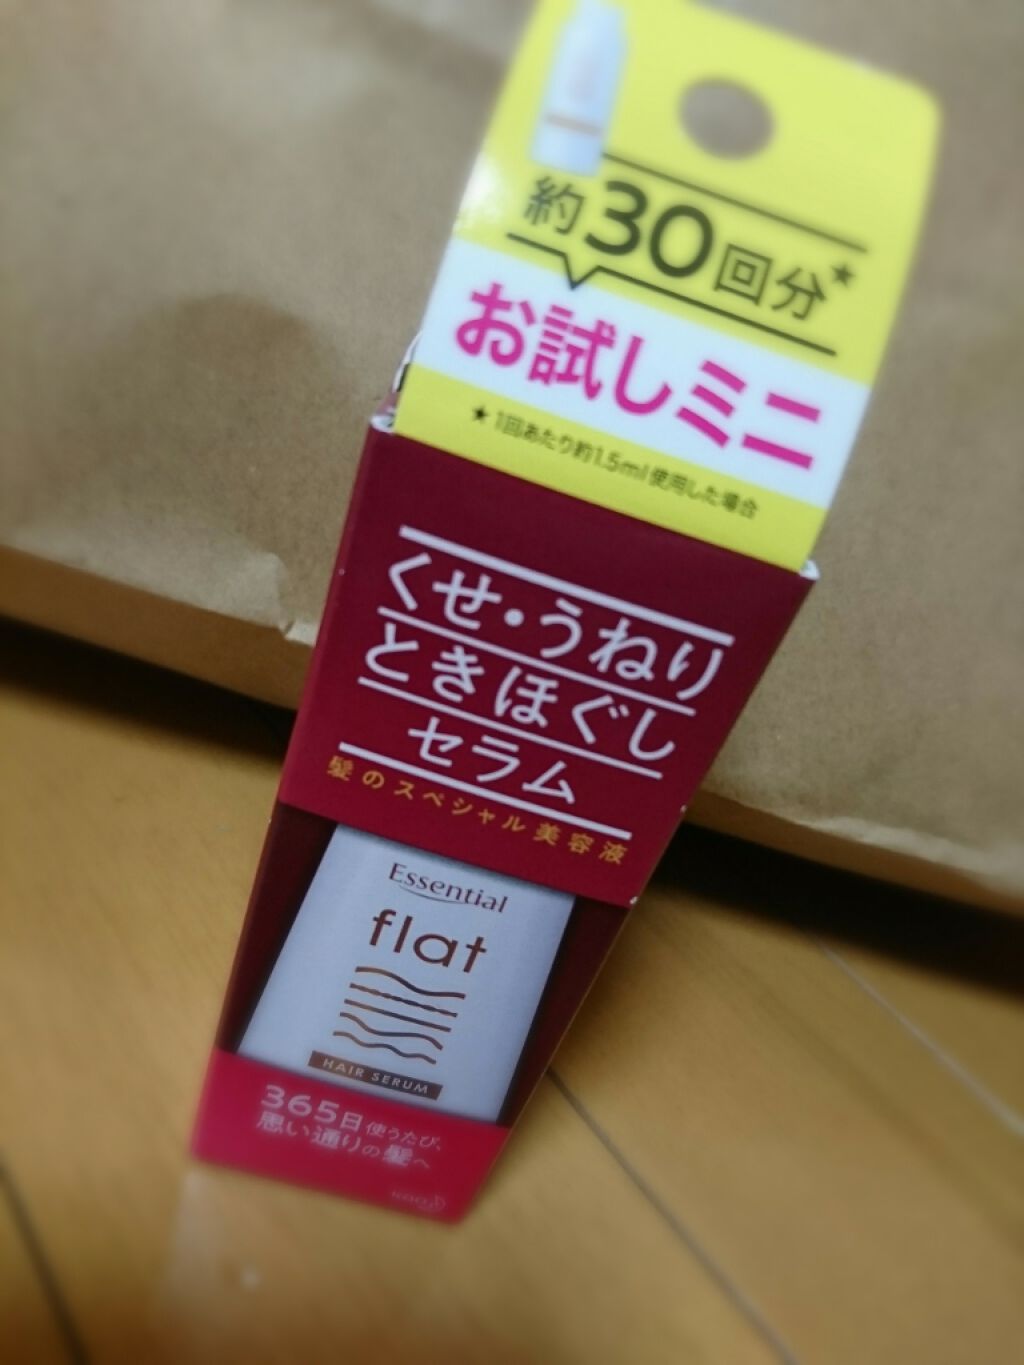 約30回分★
お試しミニ
★1回あたり約1.5ml使用した場合
くせ・うねり
ときほぐし
セラム
髪のスペシャル美容液
Essential
flat
HAIR SERUM
365日使うたび、
思い通りの髪へ
Kao